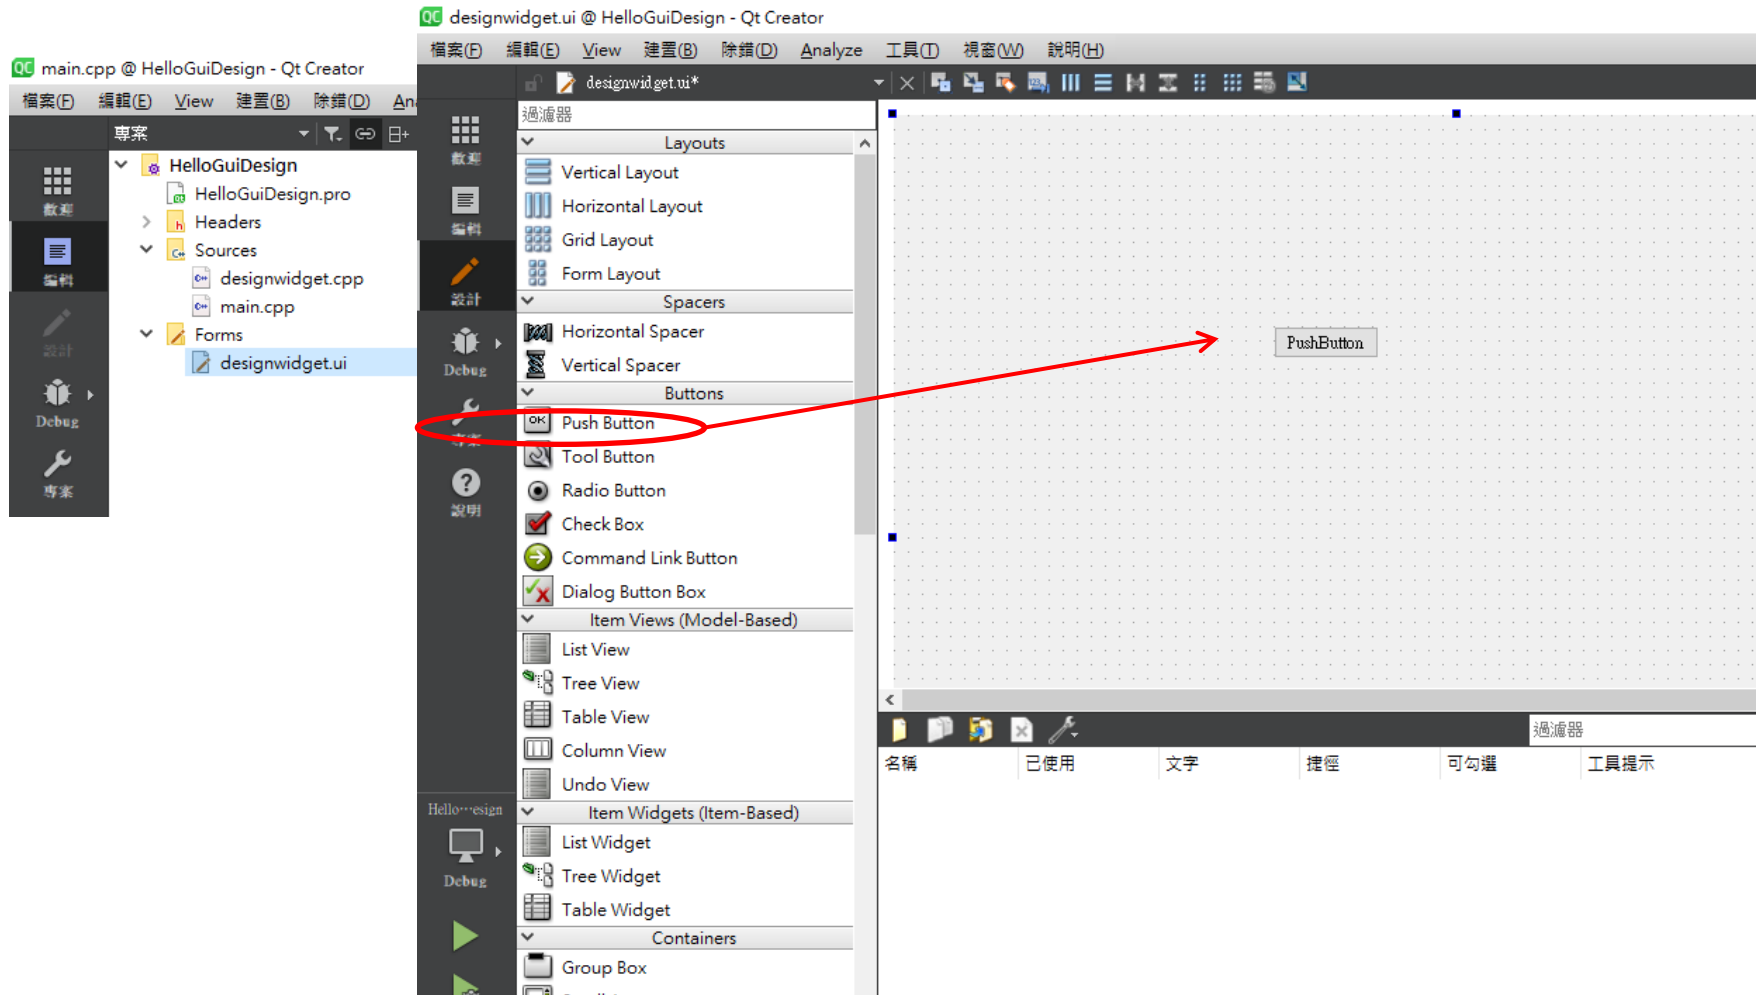 main.cpp @ HelloGuiDesign - Qt Creator
檔案(F) 編輯(E) View 建置(B) 除錯(D) An
專案
歡迎
編輯
設計
Debug
專案
HelloGuiDesign
HelloGuiDesign.pro
Headers
Sources
designwidget.cpp
main.cpp
Forms
designwidget.ui
designwidget.ui @ HelloGuiDesign - Qt Creator
檔案(F) 編輯(E) View 建置(B) 除錯(D) Analyze 工具(T) 視窗(W) 說明(H)
designwidget.ui*
歡迎
編輯
設計
Debug
專案
說明
Hello···esign
Debug
過濾器
Layouts
Vertical Layout
Horizontal Layout
Grid Layout
Form Layout
Spacers
Horizontal Spacer
Vertical Spacer
Buttons
OK Push Button
Tool Button
Radio Button
Check Box
Command Link Button
Dialog Button Box
Item Views (Model-Based)
List View
Tree View
Table View
Column View
Undo View
Item Widgets (Item-Based)
List Widget
Tree Widget
Table Widget
Containers
Group Box
PushButton
過濾器
名稱 已使用 文字 捷徑 可勾選 工具提示